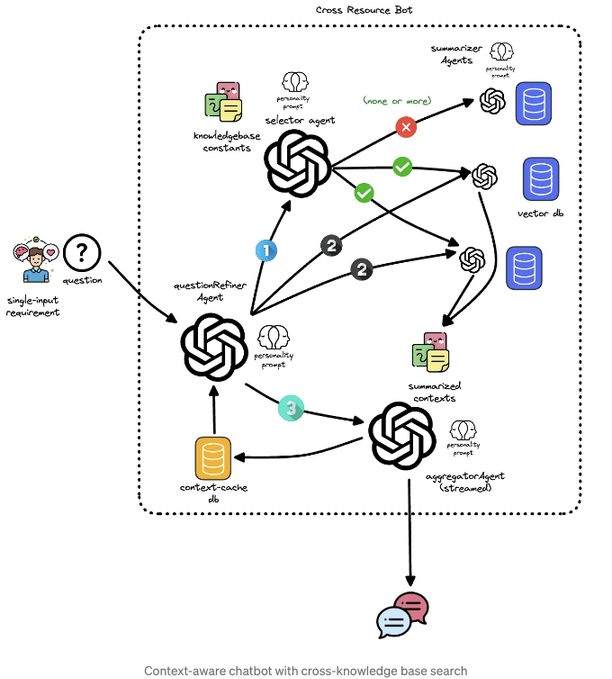 Cross Resource Bot
summarizer
Agents
personality
prompt
(none or more)
personality
prompt
selector agent
knowledgebase
constants
1
2
2
vector db
?
question
single-input
requirement
questionRefiner
Agent
personality
prompt
summarized
contexts
3
personality
prompt
context-cache
db
aggregatorAgent
(streamed)
Context-aware chatbot with cross-knowledge base search